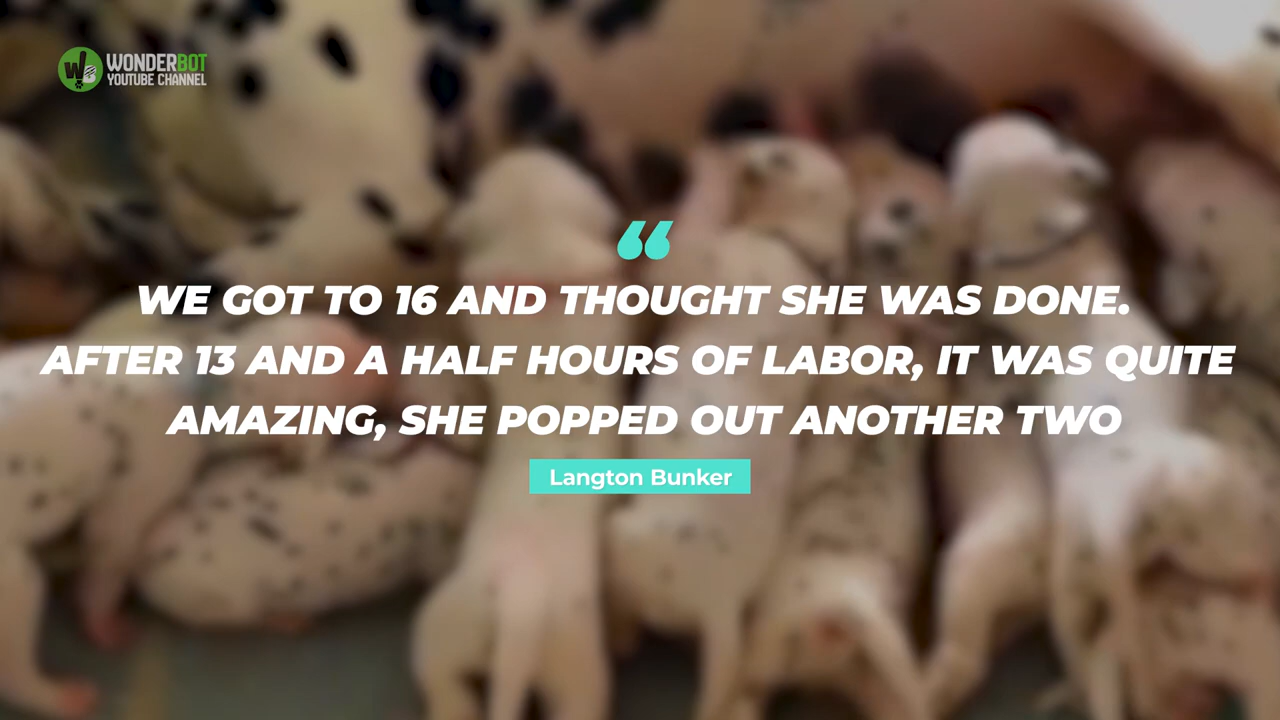 WONDERBOT
YOUTUBE CHANNEL
“
WE GOT TO 16 AND THOUGHT SHE WAS DONE.
AFTER 13 AND A HALF HOURS OF LABOR, IT WAS QUITE
AMAZING, SHE POPPED OUT ANOTHER TWO
Langton Bunker